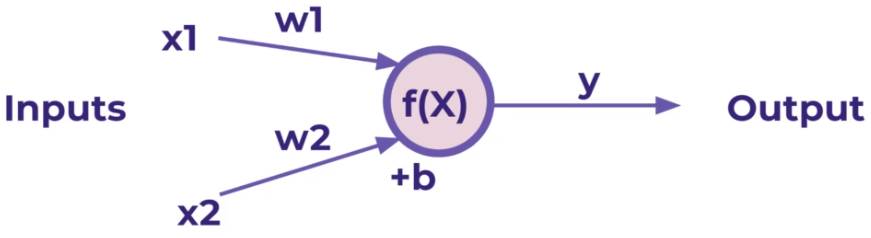 x1
w1
Inputs
f(X)
y
Output
w2
+b
x2